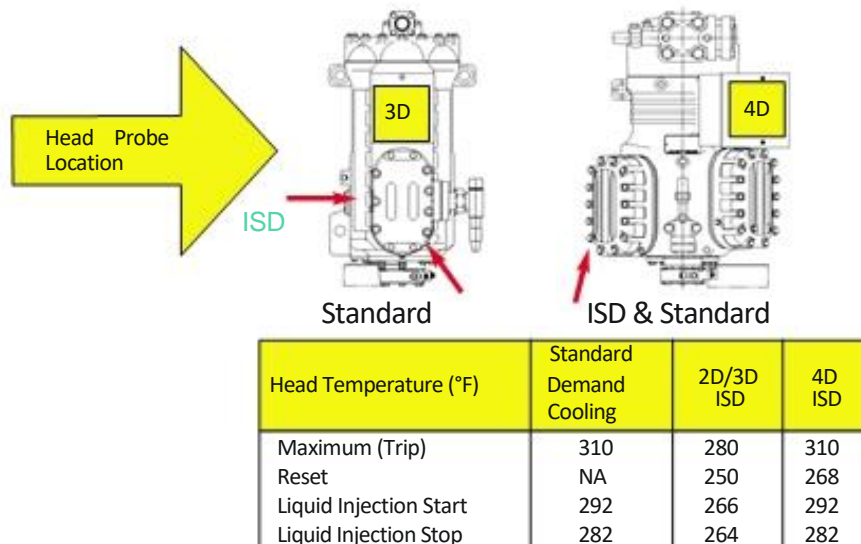 3D
4D
Head Probe
Location
ISD
Standard
ISD & Standard
Head Temperature (°F)
Standard
Demand
Cooling
2D/3D
ISD
4D
ISD
Maximum (Trip) 310 280 310
Reset NA 250 268
Liquid Injection Start 292 266 292
Liquid Injection Stop 282 264 282